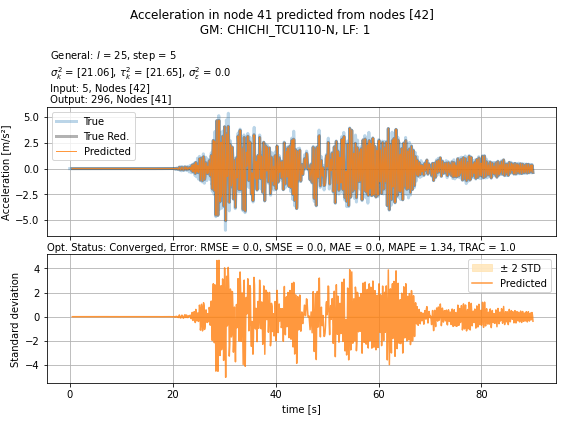 Acceleration in node 41 predicted from nodes [42]
GM: CHICHI_TCU110-N, LF: 1
General: l = 25, step = 5
σ²ₖ = [21.06], τ²ₖ = [21.65], σ²ε = 0.0
Input: 5, Nodes [42]
Output: 296, Nodes [41]
Acceleration [m/s²]
5.0
2.5
0.0
−2.5
−5.0
True
True Red.
Predicted
Opt. Status: Converged, Error: RMSE = 0.0, SMSE = 0.0, MAE = 0.0, MAPE = 1.34, TRAC = 1.0
Standard deviation
4
2
0
−2
−4
± 2 STD
Predicted
0 20 40 60 80
time [s]